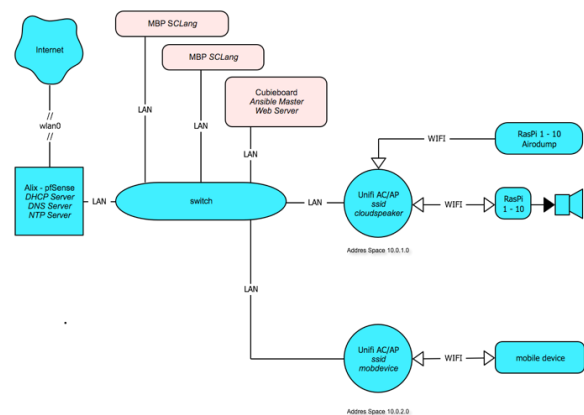 MBP SCLang
Internet
MBP SCLang
Cubieboard
Ansible Master
Web Server
LAN
LAN
//
wlan0
//
LAN
WIFI
RasPi 1 - 10
Airodump
Alix - pfSense
DHCP Server
DNS Server
NTP Server
LAN
switch
LAN
Unifi AC/AP
ssid
cloudspeaker
WIFI
RasPi
1 - 10
Addres Space 10.0.1.0
LAN
Unifi AC/AP
ssid
mobdevice
WIFI
mobile device
Addres Space 10.0.2.0